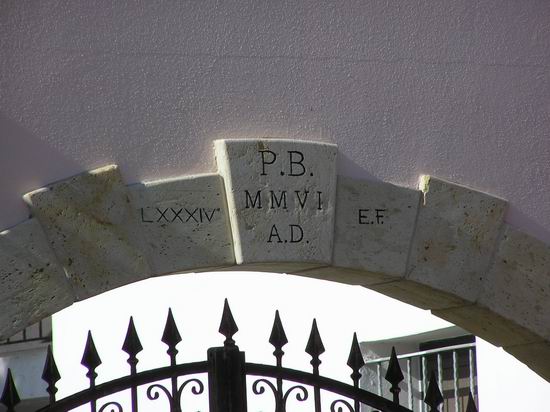 P.B.
MMVI
A.D.
LXXXIV
E.F.